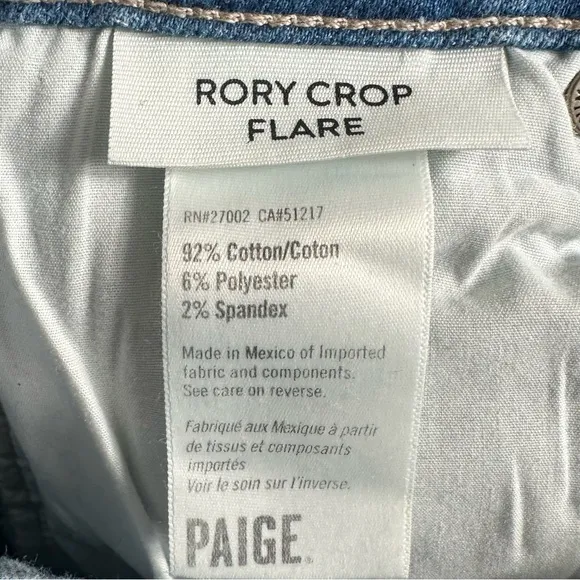 RORY CROP
FLARE
RN#27002 CA#51217
92% Cotton/Coton
6% Polyester
2% Spandex
Made in Mexico of Imported
fabric and components.
See care on reverse.
Fabriqué aux Mexique à partir
de tissus et composants
importés
Voir le soin sur l'inverse.
PAIGE.